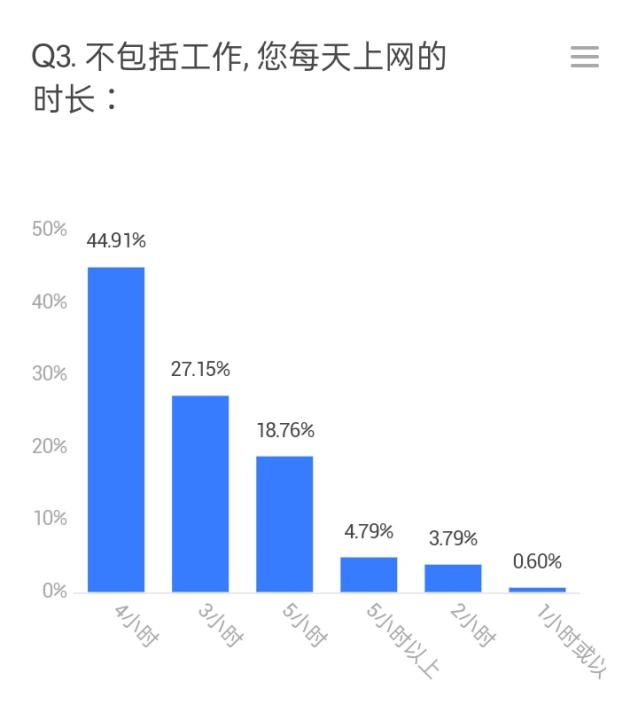 Q3. 不包括工作, 您每天上网的
时长：
50%
44.91%
40%
30%
27.15%
20%
18.76%
10%
4.79%
3.79%
0.60%
0%
4小时
3小时
5小时
5小时以上
2小时
1小时或以